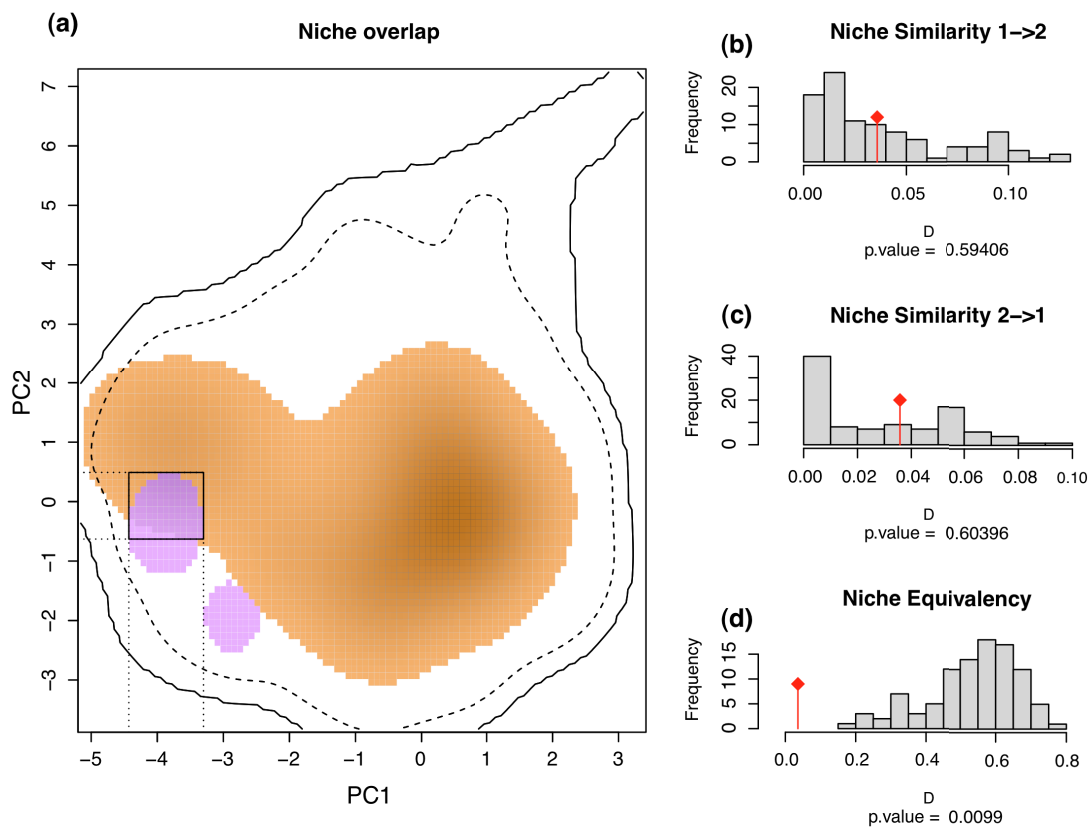 (a)
Niche overlap
7
6
5
4
3
2
1
0
−1
−2
−3
PC2
−5 −4 −3 −2 −1 0 1 2 3
PC1
(b)
Niche Similarity 1−>2
Frequency
20
10
0
0.00 0.05 0.10
D
p.value = 0.59406
(c)
Niche Similarity 2−>1
Frequency
40
20
0
0.00 0.02 0.04 0.06 0.08 0.10
D
p.value = 0.60396
(d)
Niche Equivalency
Frequency
15
10
5
0
0.0 0.2 0.4 0.6 0.8
D
p.value = 0.0099